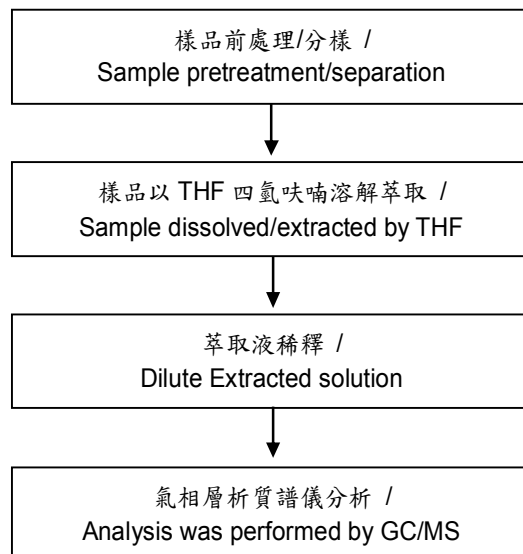 樣品前處理/分樣 /
Sample pretreatment/separation
樣品以 THF 四氫呋喃溶解萃取 /
Sample dissolved/extracted by THF
萃取液稀釋 /
Dilute Extracted solution
氣相層析質譜儀分析 /
Analysis was performed by GC/MS